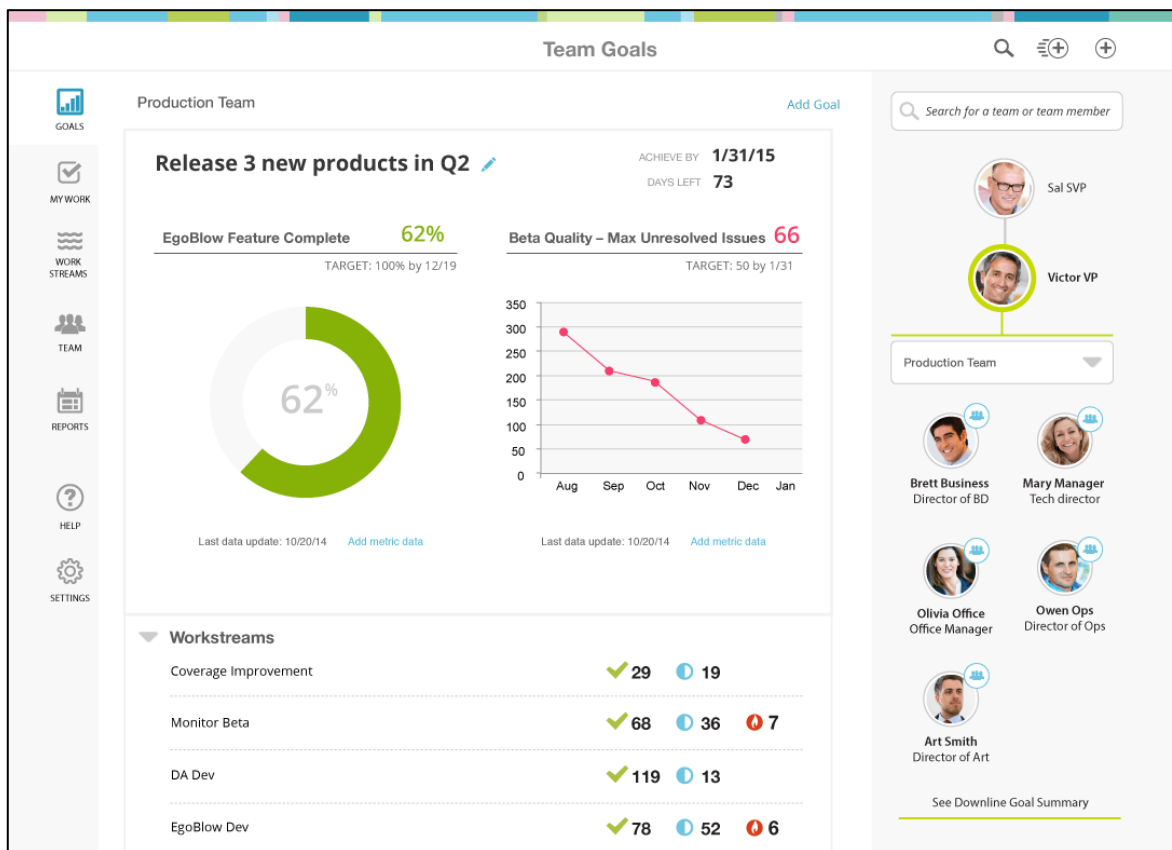 Team Goals
GOALS
MY WORK
WORK
STREAMS
TEAM
REPORTS
HELP
SETTINGS
Production Team
Add Goal
Release 3 new products in Q2
ACHIEVE BY 1/31/15
DAYS LEFT 73
EgoBlow Feature Complete 62%
TARGET: 100% by 12/19
62%
Last data update: 10/20/14 Add metric data
Beta Quality – Max Unresolved Issues 66
TARGET: 50 by 1/31
350
300
250
200
150
100
50
0
Aug Sep Oct Nov Dec Jan
Last data update: 10/20/14 Add metric data
Workstreams
Coverage Improvement 29 19
Monitor Beta 68 36 7
DA Dev 119 13
EgoBlow Dev 78 52 6
Search for a team or team member
Sal SVP
Victor VP
Production Team
Brett Business
Director of BD
Mary Manager
Tech director
Olivia Office
Office Manager
Owen Ops
Director of Ops
Art Smith
Director of Art
See Downline Goal Summary